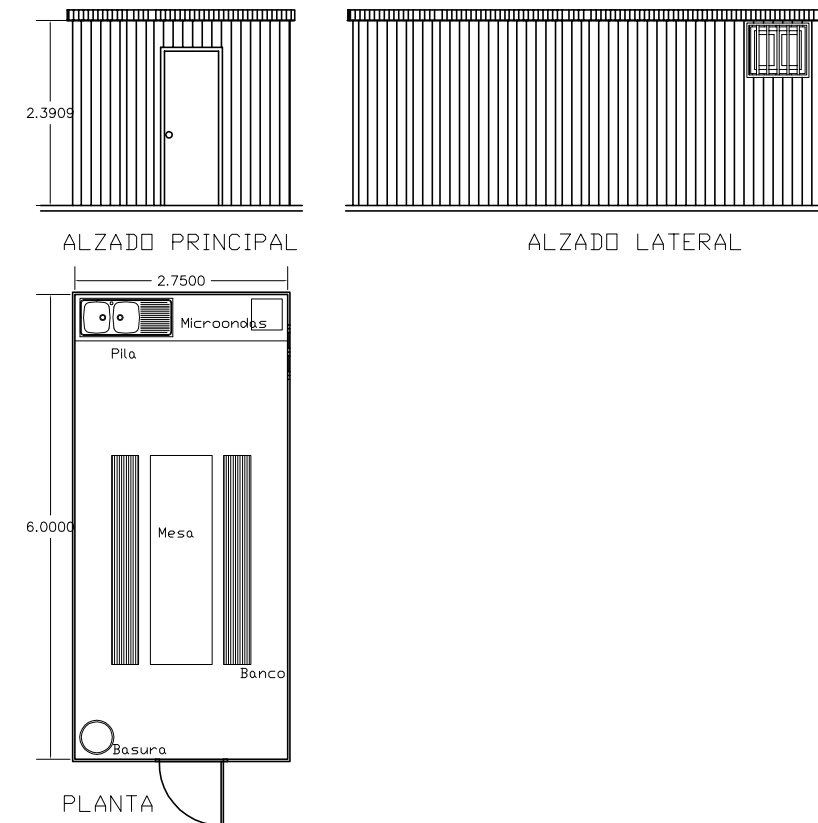 2.3909
ALZADO PRINCIPAL
ALZADO LATERAL
2.7500
Microondas
Pila
6.0000
Mesa
Banco
Basura
PLANTA